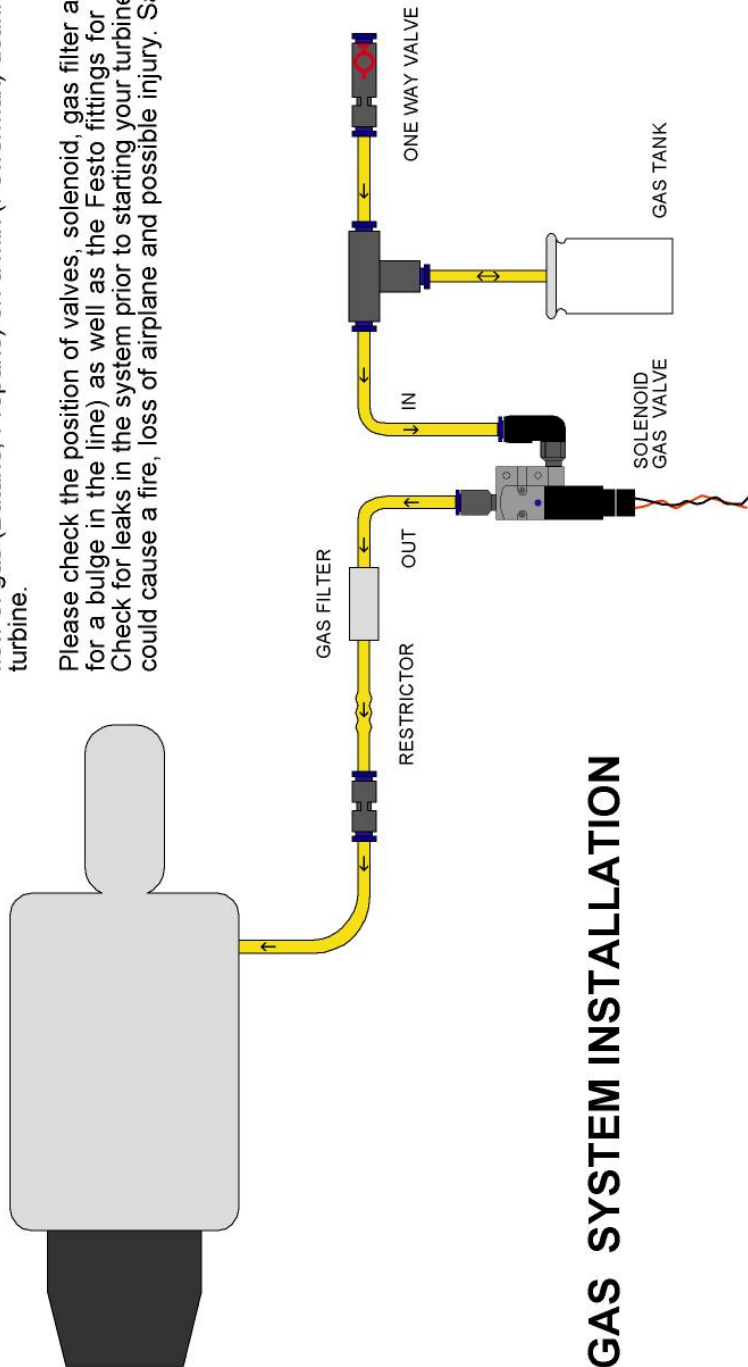 turbine.
Please check the position of valves, solenoid, gas filter
for a bulge in the line) as well as the Festo fittings for
Check for leaks in the system prior to starting your turbine
could cause a fire, loss of airplane and possible injury.
ONE WAY VALVE
GAS TANK
IN
SOLENOID
GAS VALVE
OUT
GAS FILTER
RESTRICTOR
GAS SYSTEM INSTALLATION